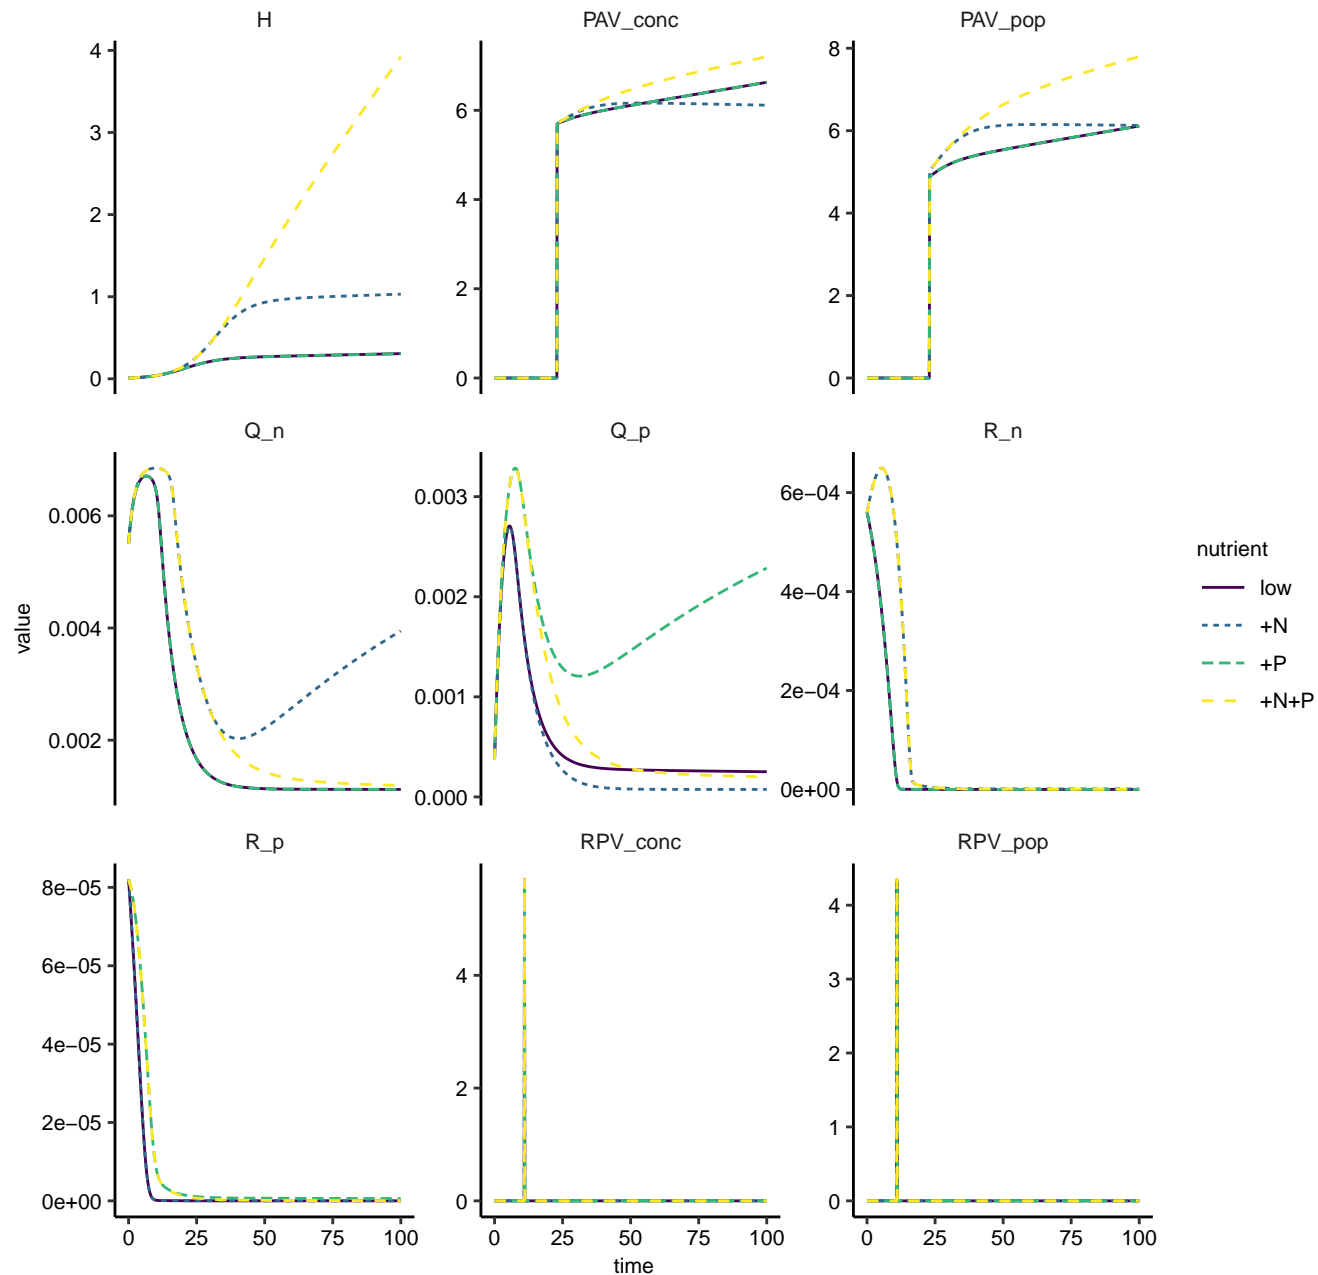 H
PAV_conc
PAV_pop
4
3
2
1
0
6
4
2
0
8
6
4
2
0
Q_n
Q_p
R_n
0.006
0.004
0.002
0.003
0.002
0.001
0.000
6e−04
4e−04
2e−04
0e+00
nutrient
low
+N
+P
+N+P
value
R_p
RPV_conc
RPV_pop
8e−05
6e−05
4e−05
2e−05
0e+00
4
2
0
4
3
2
1
0
0 25 50 75 100
0 25 50 75 100
0 25 50 75 100
time